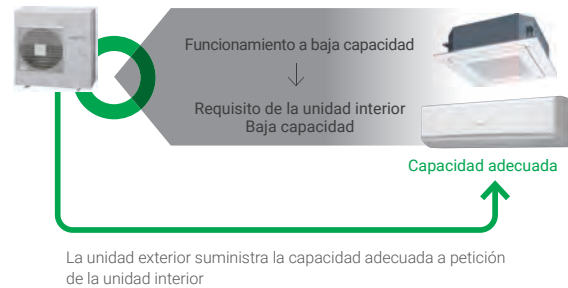 Funcionamiento a baja capacidad
Requisito de la unidad interior
Baja capacidad
Capacidad adecuada
La unidad exterior suministra la capacidad adecuada a petición
de la unidad interior